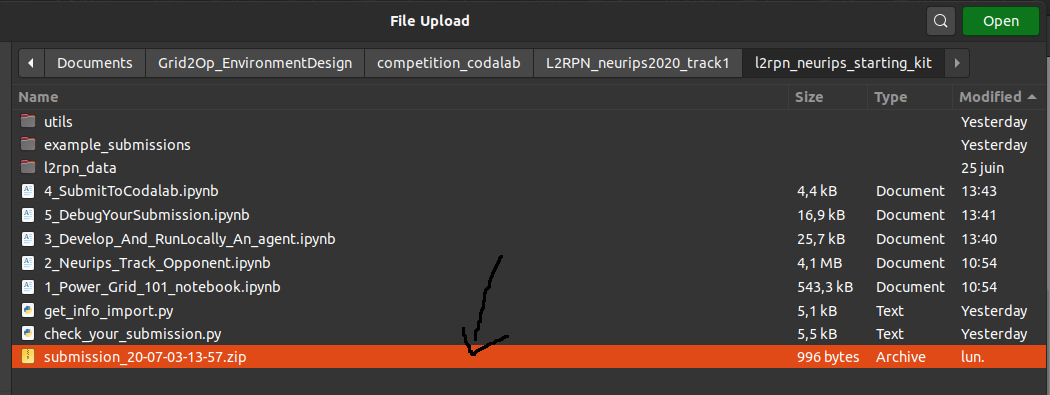 File Upload Open
Documents Grid2Op_EnvironmentDesign competition_codalab L2RPN_neurips2020_track1 l2rpn_neurips_starting_kit
Name Size Type Modified
utils Yesterday
example_submissions Yesterday
l2rpn_data 25 juin
4_SubmitToCodalab.ipynb 4,4 kB Document 13:43
5_DebugYourSubmission.ipynb 16,9 kB Document 13:41
3_Develop_And_RunLocally_An_agent.ipynb 25,7 kB Document 13:40
2_Neurips_Track_Opponent.ipynb 4,1 MB Document 10:54
1_Power_Grid_101_notebook.ipynb 543,3 kB Document 10:54
get_info_import.py 5,1 kB Text Yesterday
check_your_submission.py 5,5 kB Text Yesterday
submission_20-07-03-13-57.zip 996 bytes Archive lun.